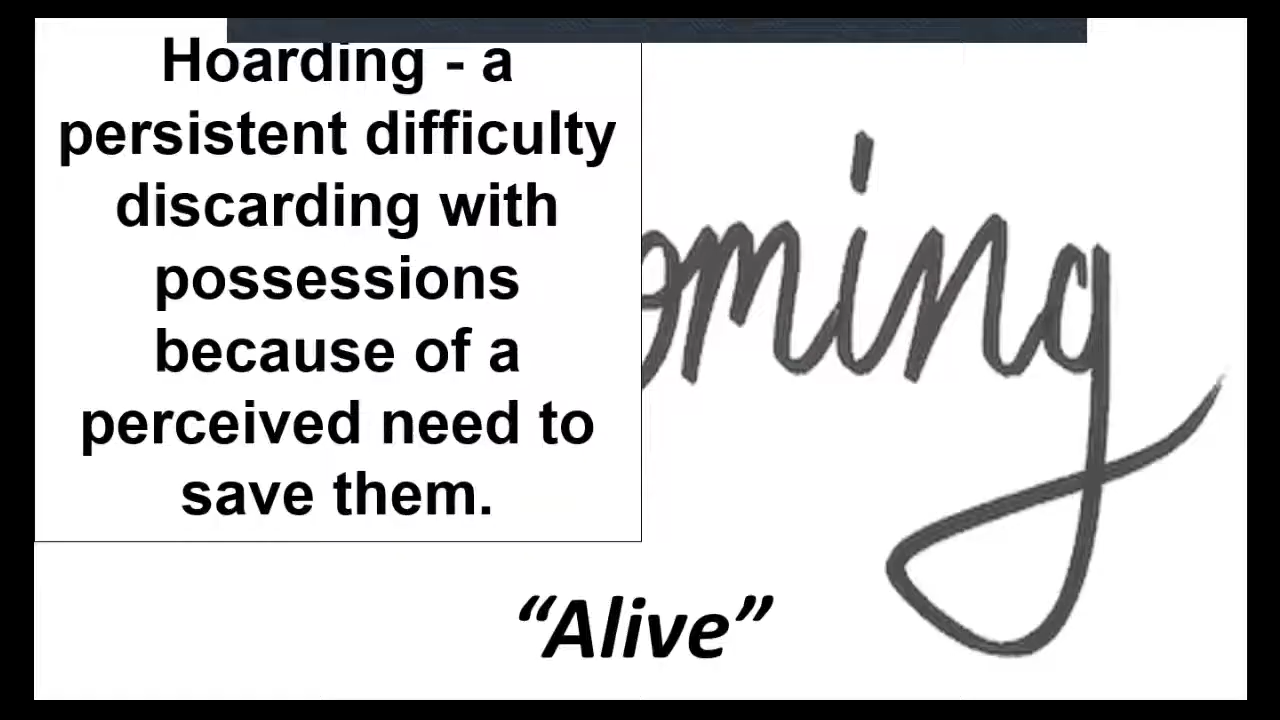 Hoarding - a
persistent difficulty
discarding with
possessions
because of a
perceived need to
save them.
oming
“Alive”